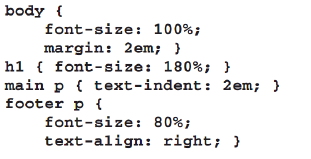 body {
    font-size: 100%;
    margin: 2em; }
h1 { font-size: 180%; }
main p { text-indent: 2em; }
footer p {
    font-size: 80%;
    text-align: right; }